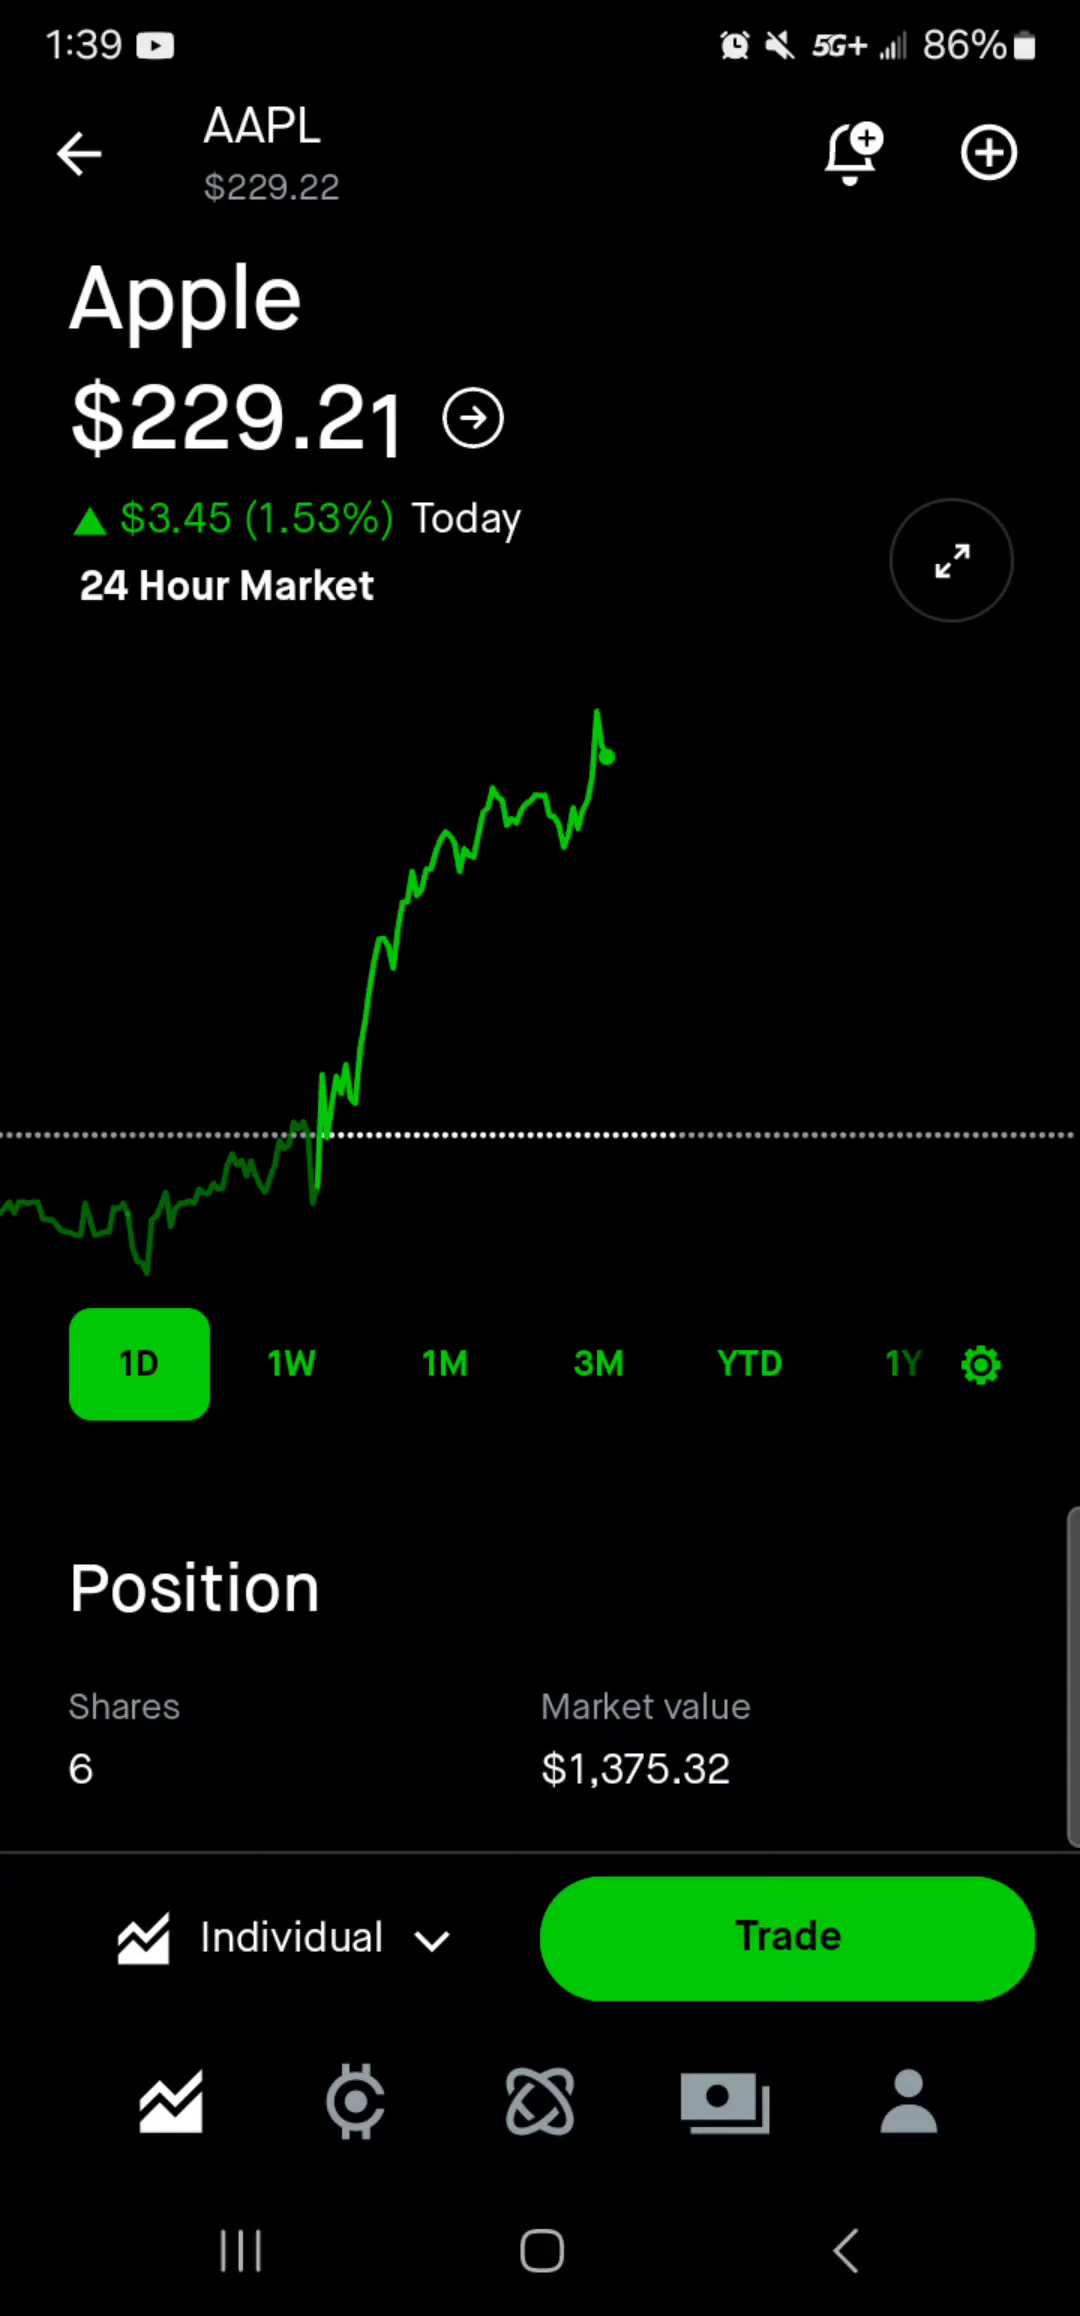 1:39 5G+ 86%
AAPL
$229.22
Apple
$229.21
$3.45 (1.53%) Today
24 Hour Market
1D 1W 1M 3M YTD 1Y
Position
Shares Market value
6 $1,375.32
Individual Trade